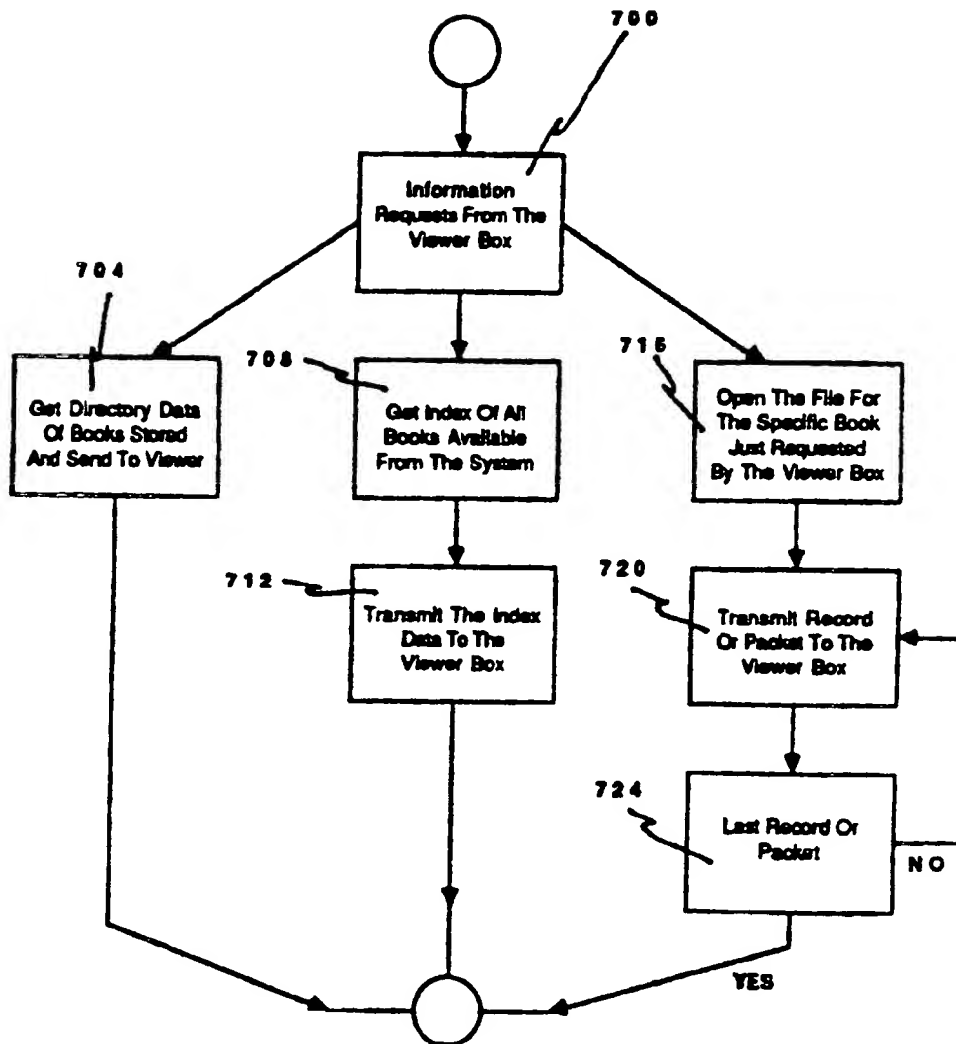 700
Information
Requests From The
Viewer Box
704
Get Directory Data
Of Books Stored
And Send To Viewer
708
Get Index Of All
Books Available
From The System
716
Open The File For
The Specific Book
Just Requested
By The Viewer Box
712
Transmit The Index
Data To The
Viewer Box
720
Transmit Record
Or Packet To The
Viewer Box
724
Last Record Or
Packet
NO
YES